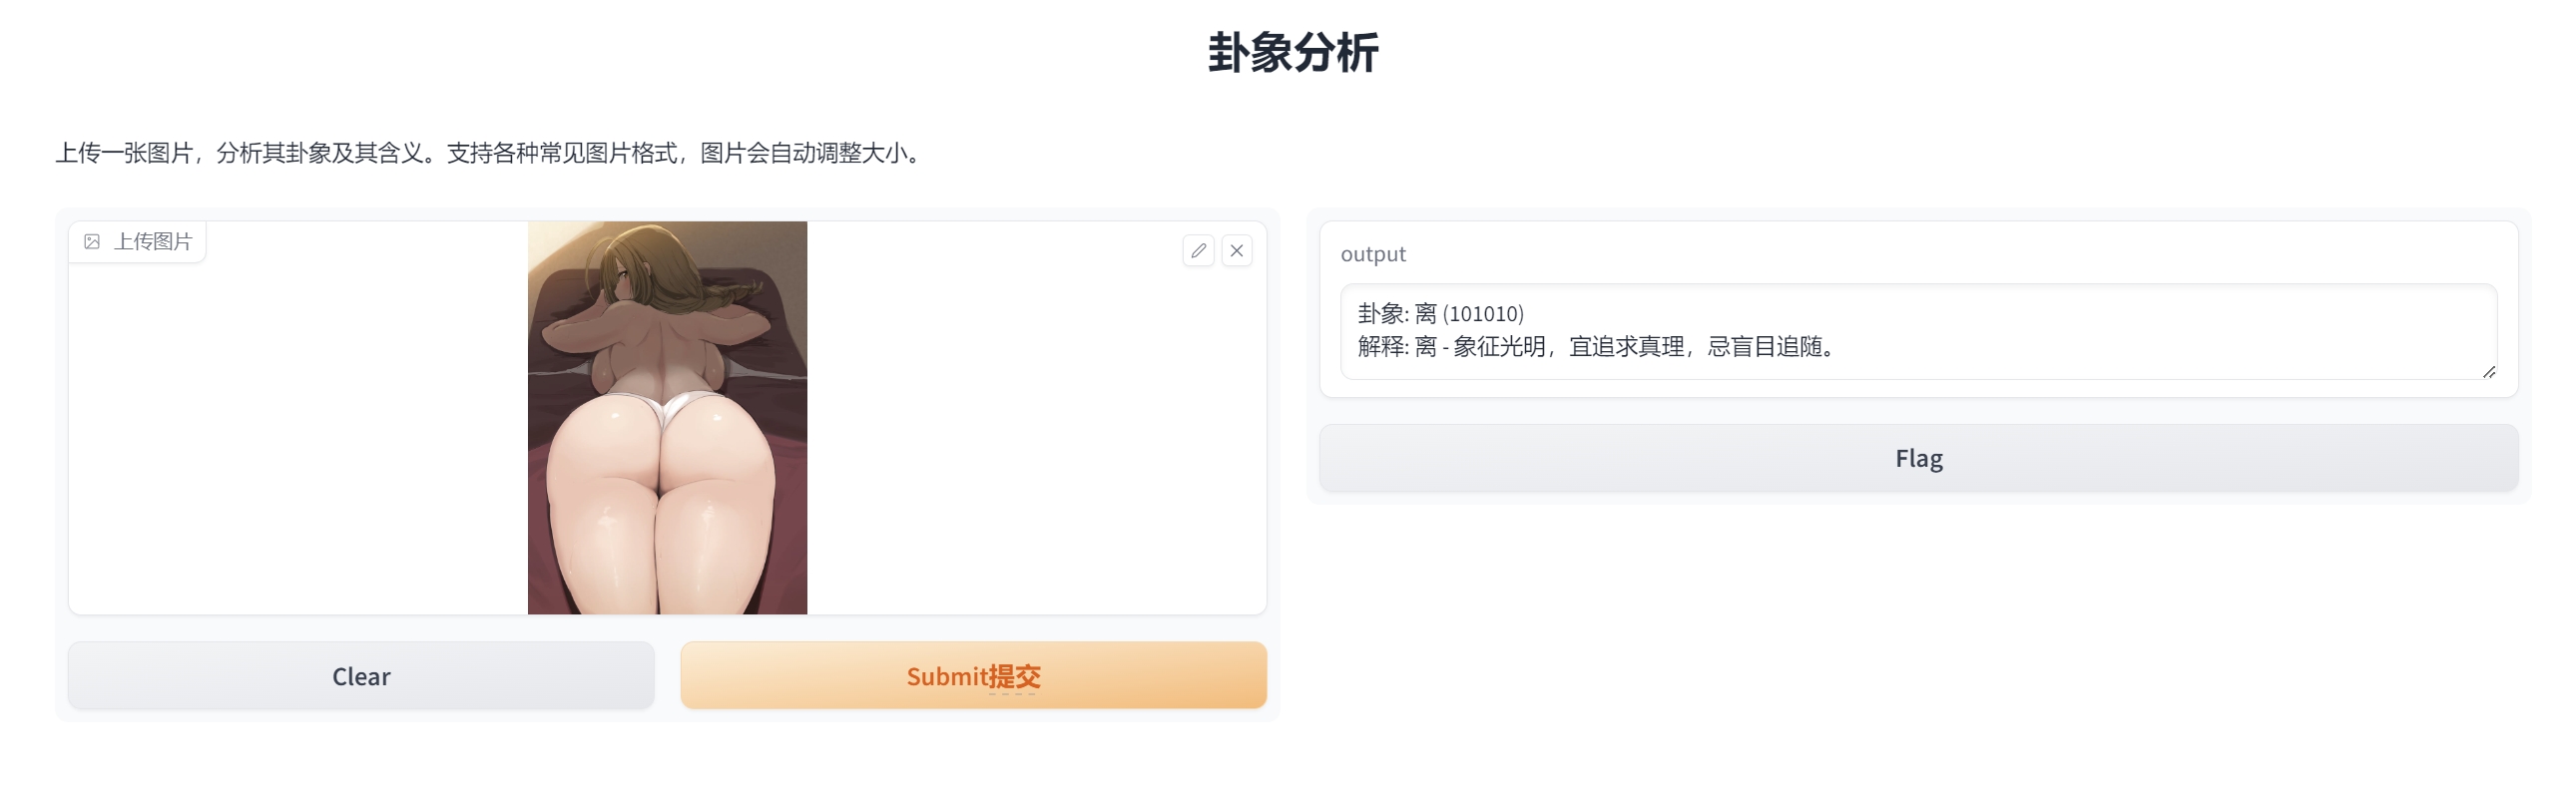 卦象分析
上传一张图片，分析其卦象及其含义。支持各种常见图片格式，图片会自动调整大小。
上传图片
Clear
Submit提交
output
卦象: 离 (101010)
解释: 离 - 象征光明，宜追求真理，忌盲目追随。
Flag